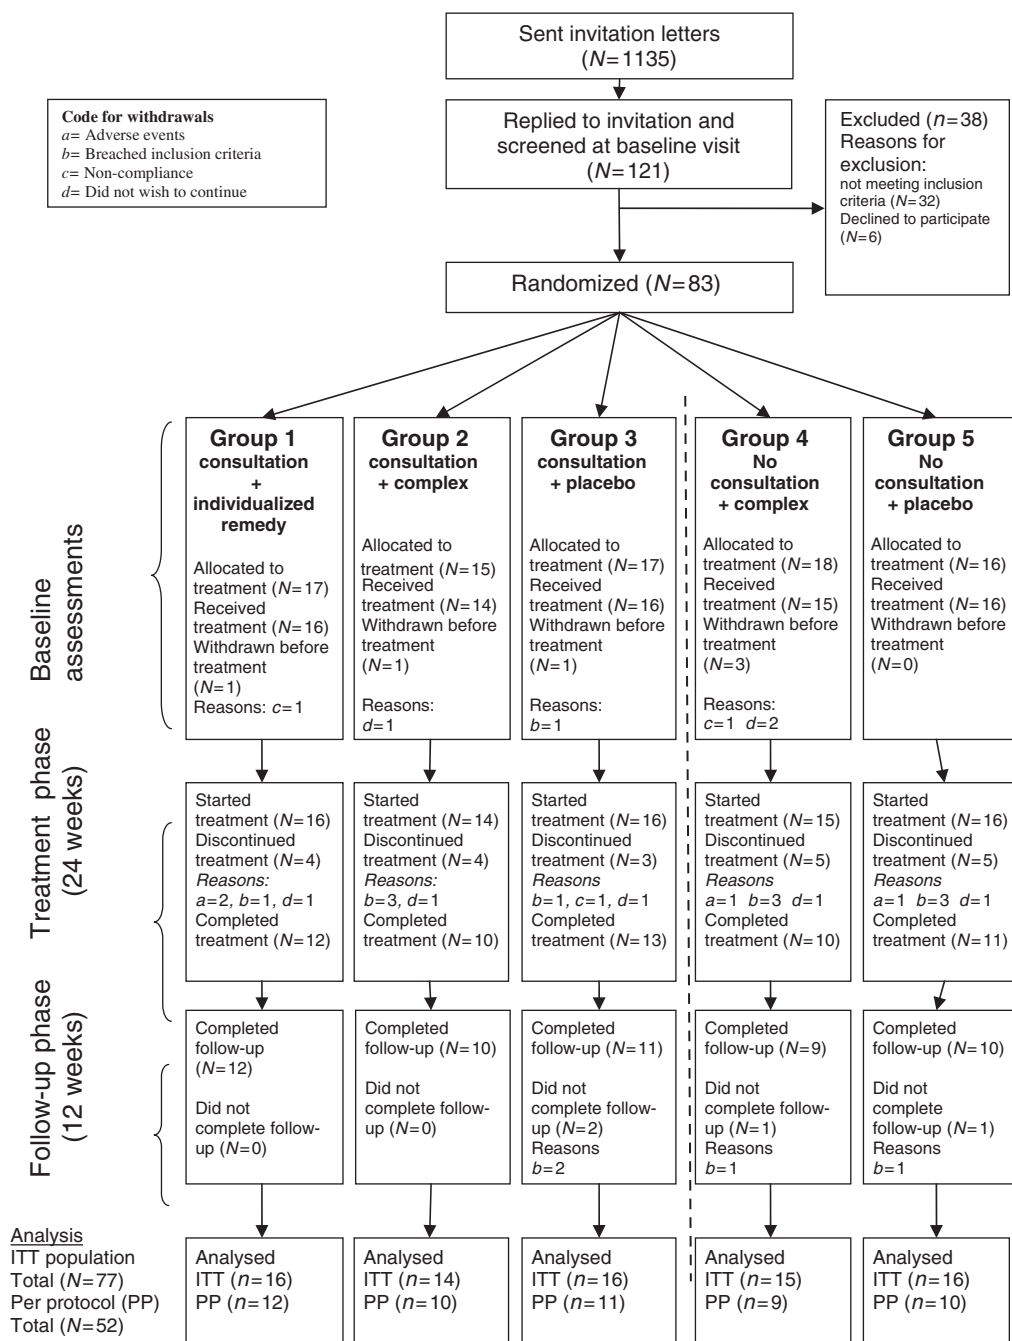 Sent invitation letters
(N=1135)
Code for withdrawals
a= Adverse events
b= Breached inclusion criteria
c= Non-compliance
d= Did not wish to continue
Replied to invitation and
screened at baseline visit
(N=121)
Excluded (n=38)
Reasons for
exclusion:
not meeting inclusion
criteria (N=32)
Declined to participate
(N=6)
Randomized (N=83)
Baseline
assessments
Group 1
consultation
+
individualized
remedy
Allocated to
treatment (N=17)
Received
treatment (N=16)
Withdrawn before
treatment
(N=1)
Reasons: c=1
Group 2
consultation
+ complex
Allocated to
treatment (N=15)
Received
treatment (N=14)
Withdrawn before
treatment
(N=1)
Reasons:
d=1
Group 3
consultation
+ placebo
Allocated to
treatment (N=17)
Received
treatment (N=16)
Withdrawn before
treatment
(N=1)
Reasons:
b=1
Group 4
No
consultation
+ complex
Allocated to
treatment (N=18)
Received
treatment (N=15)
Withdrawn before
treatment
(N=3)
Reasons:
c=1 d=2
Group 5
No
consultation
+ placebo
Allocated to
treatment (N=16)
Received
treatment (N=16)
Withdrawn before
treatment
(N=0)
Treatment phase
(24 weeks)
Started
treatment (N=16)
Discontinued
treatment (N=4)
Reasons:
a=2, b=1, d=1
Completed
treatment (N=12)
Started
treatment (N=14)
Discontinued
treatment (N=4)
Reasons:
b=3, d=1
Completed
treatment (N=10)
Started
treatment (N=16)
Discontinued
treatment (N=3)
Reasons
b=1, c=1, d=1
Completed
treatment (N=13)
Started
treatment (N=15)
Discontinued
treatment (N=5)
Reasons
a=1 b=3 d=1
Completed
treatment (N=10)
Started
treatment (N=16)
Discontinued
treatment (N=5)
Reasons
a=1 b=3 d=1
Completed
treatment (N=11)
Follow-up phase
(12 weeks)
Completed
follow-up
(N=12)
Did not
complete follow-
up (N=0)
Completed
follow-up (N=10)
Did not
complete follow-
up (N=0)
Completed
follow-up (N=11)
Did not
complete follow-
up (N=2)
Reasons
b=2
Completed
follow-up (N=9)
Did not
complete follow-
up (N=1)
Reasons
b=1
Completed
follow-up (N=10)
Did not
complete
follow-up (N=1)
Reasons
b=1
Analysis
ITT population
Total (N=77)
Per protocol (PP)
Total (N=52)
Analysed
ITT (n=16)
PP (n=12)
Analysed
ITT (n=14)
PP (n=10)
Analysed
ITT (n=16)
PP (n=11)
Analysed
ITT (n=15)
PP (n=9)
Analysed
ITT (n=16)
PP (n=10)